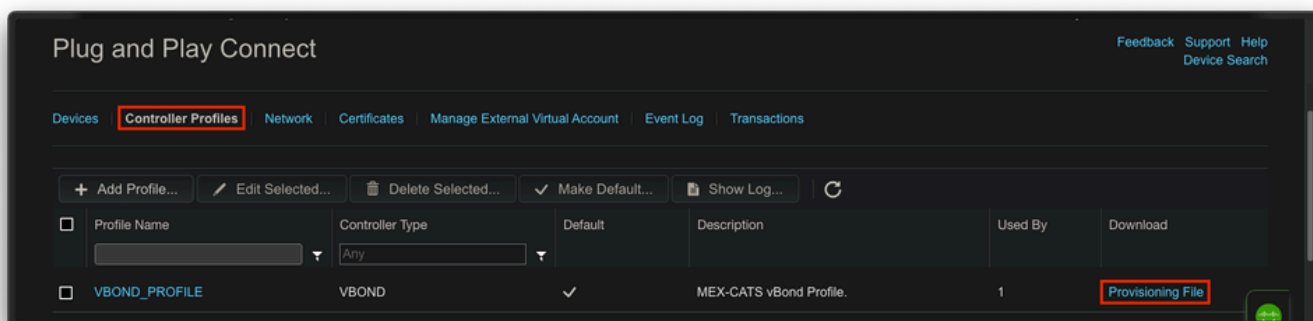 Plug and Play Connect
Feedback Support Help
Device Search
Devices Controller Profiles Network Certificates Manage External Virtual Account Event Log Transactions
+ Add Profile... Edit Selected... Delete Selected... Make Default... Show Log...
Profile Name Controller Type Default Description Used By Download
Any
VBOND_PROFILE VBOND MEX-CATS vBond Profile. 1 Provisioning File